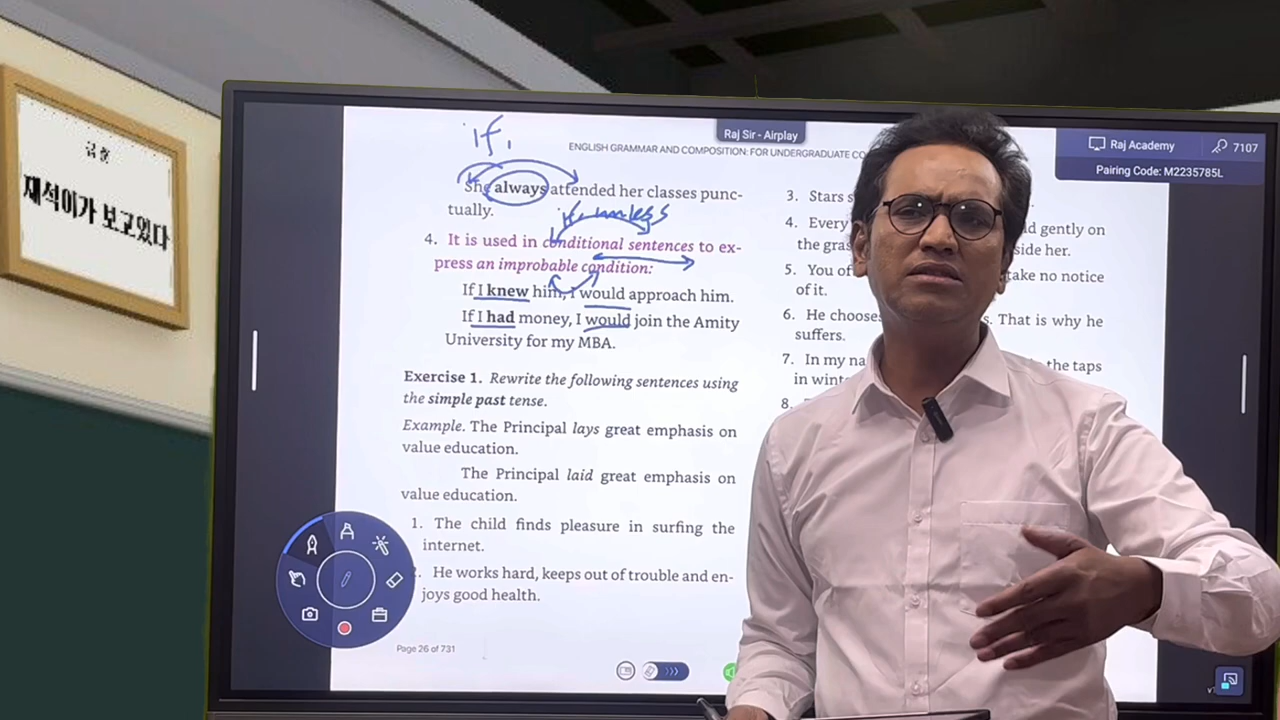 급훈
재석이가 보고있다
Raj Sir - Airplay
Raj Academy
7107
Pairing Code: M2235785L
ENGLISH GRAMMAR AND COMPOSITION: FOR UNDERGRADUATE
if,
She always attended her classes punc-
tually.
if unless
4. It is used in conditional sentences to ex-
press an improbable condition:
If I knew him, I would approach him.
If I had money, I would join the Amity
University for my MBA.
Exercise 1. Rewrite the following sentences using
the simple past tense.
Example. The Principal lays great emphasis on
value education.
The Principal laid great emphasis on
value education.
1. The child finds pleasure in surfing the
internet.
He works hard, keeps out of trouble and en-
joys good health.
Page 26 of 731
3. Stars
4. Every gently on
the side her.
5. You take no notice
of it.
6. He That is why he
suffers.
7. In my the taps
in
8.